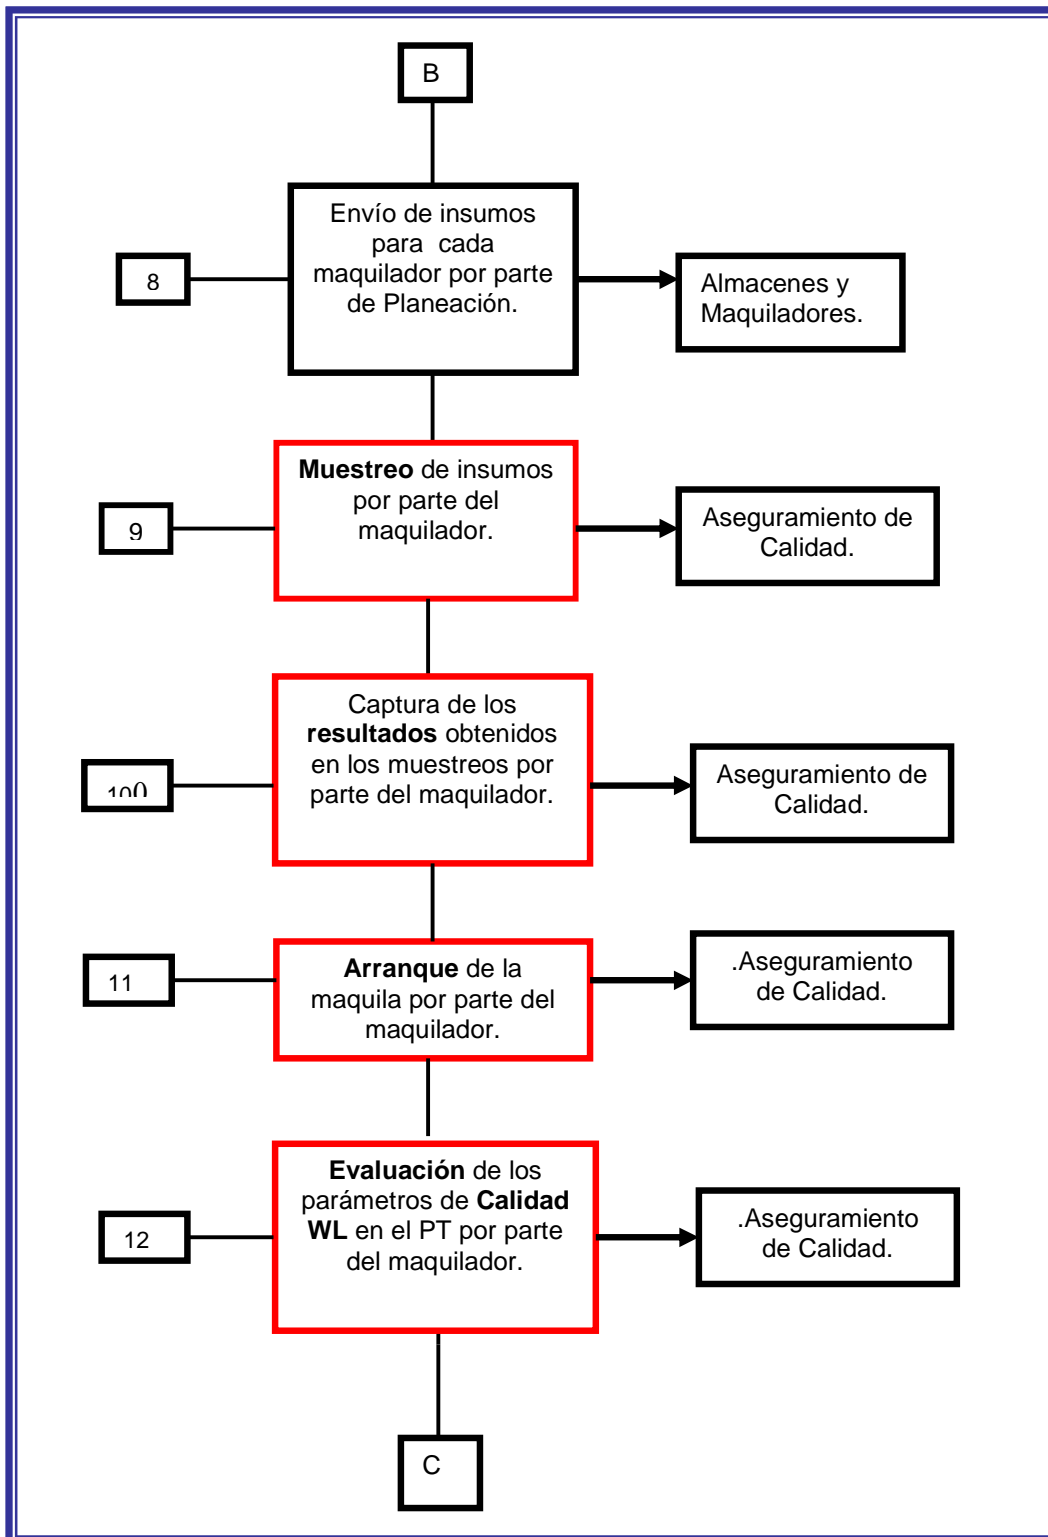 B
Envío de insumos
para cada
maquilador por parte
de Planeación.
8
Almacenes y
Maquiladores.
Muestreo de insumos
por parte del
maquilador.
9
Aseguramiento de
Calidad.
Captura de los
resultados obtenidos
en los muestreos por
parte del maquilador.
100
Aseguramiento de
Calidad.
Arranque de la
maquila por parte del
maquilador.
11
.Aseguramiento
de Calidad.
Evaluación de los
parámetros de Calidad
WL en el PT por parte
del maquilador.
12
.Aseguramiento
de Calidad.
C